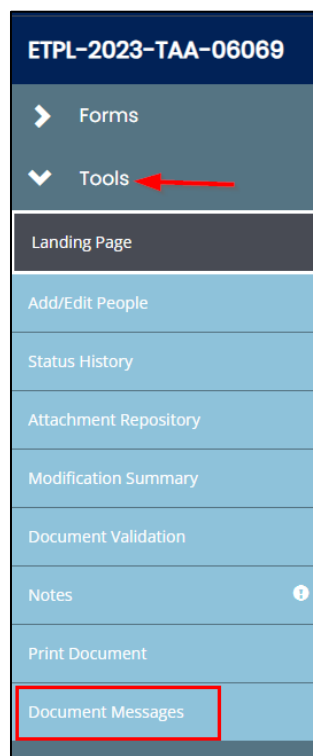 ETPL-2023-TAA-06069
Forms
Tools
Landing Page
Add/Edit People
Status History
Attachment Repository
Modification Summary
Document Validation
Notes
Print Document
Document Messages